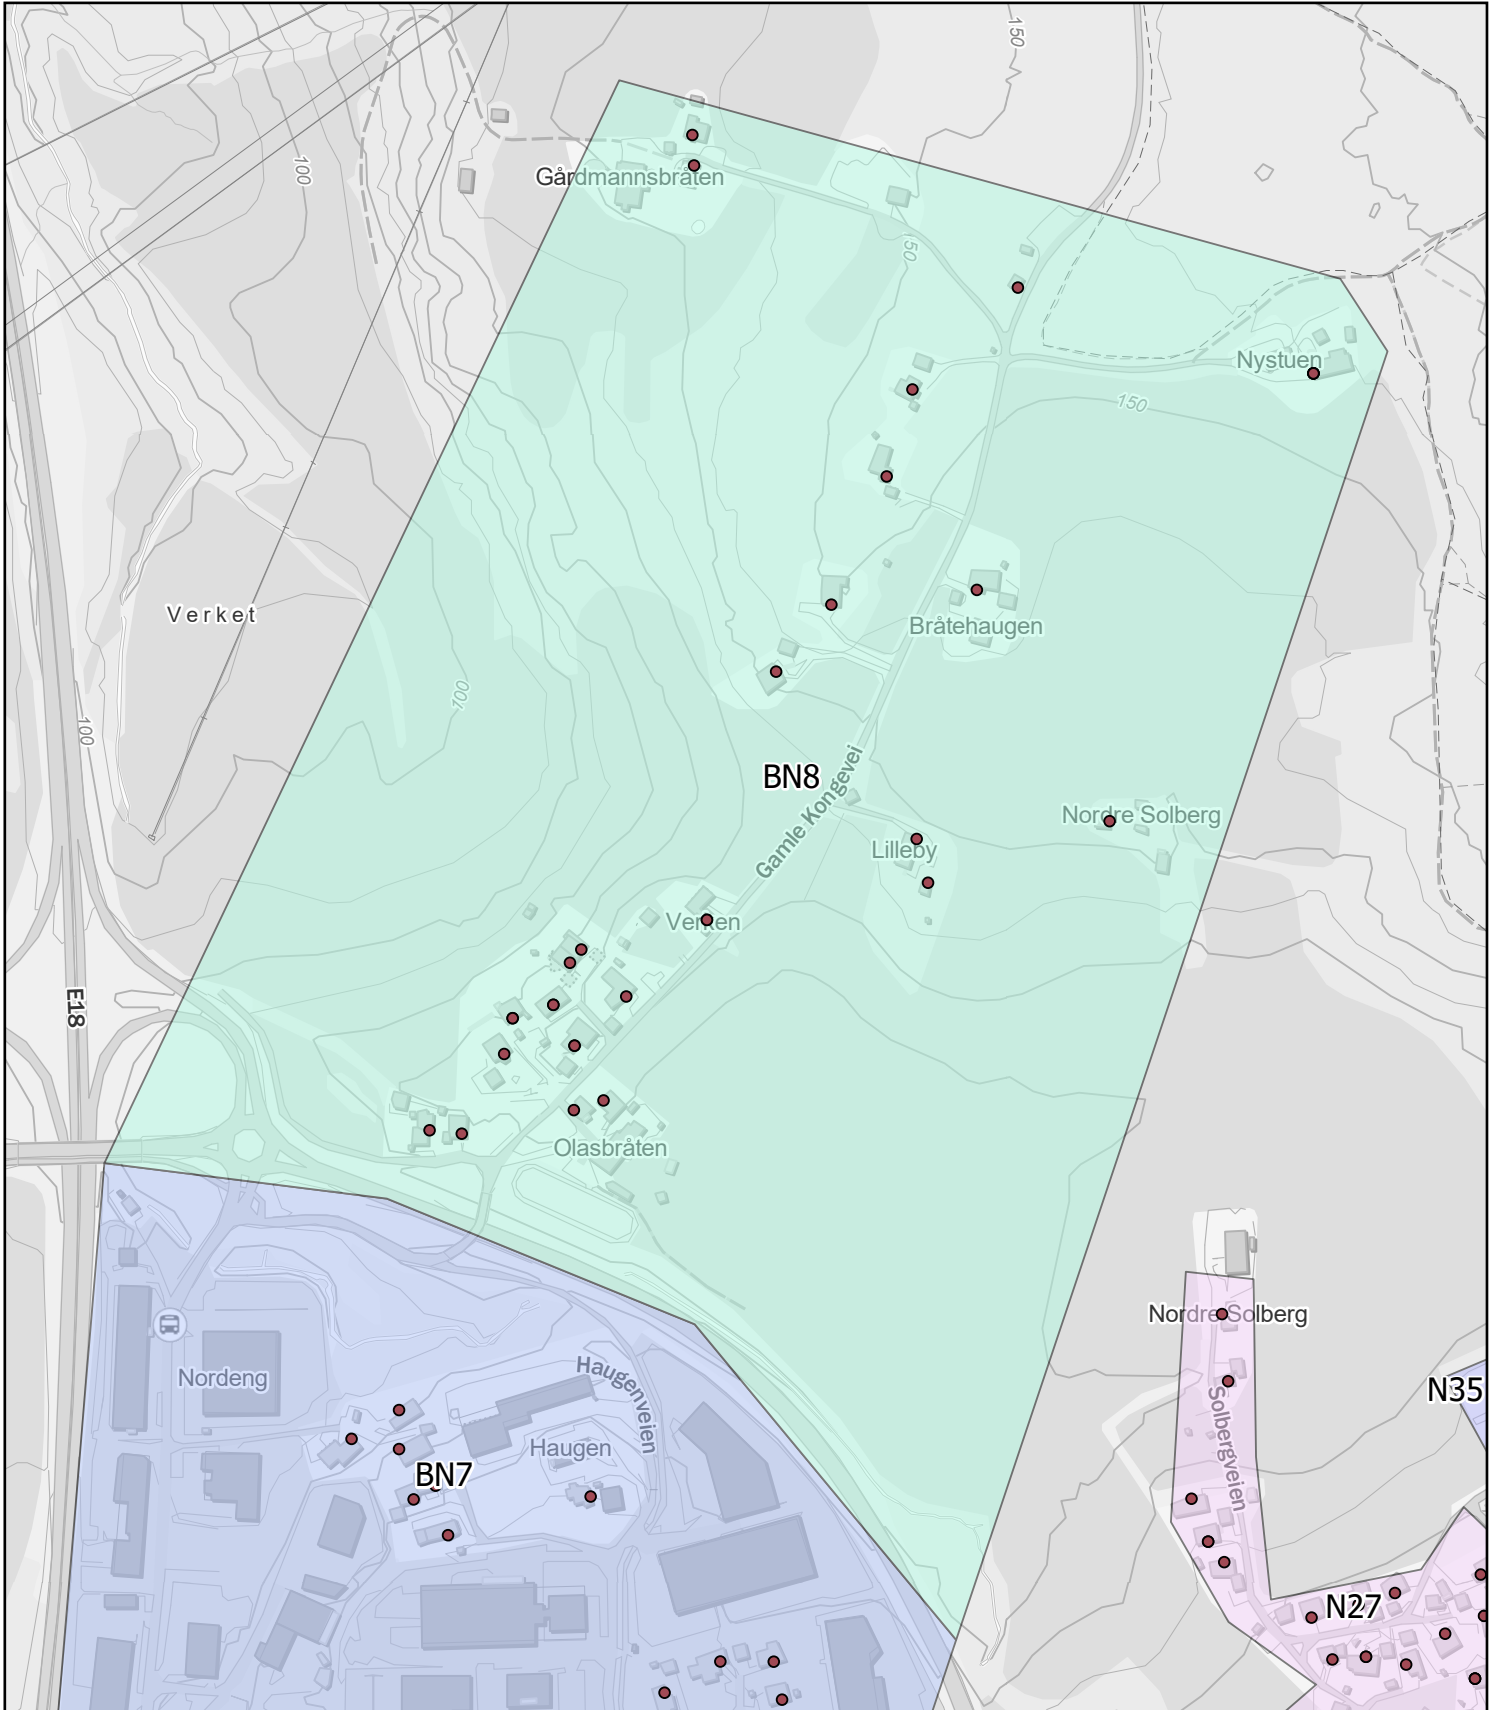 150
100
Gårdmannsbråten
50
Nystuen
150
Verket
Bråtehaugen
100
100
BN8
Gamle Kongevei
Nordre Solberg
Lilleby
Verken
E18
Olasbråten
Nordre Solberg
Nordeng
Haugenveien
N35
Solbergveien
Haugen
BN7
N27